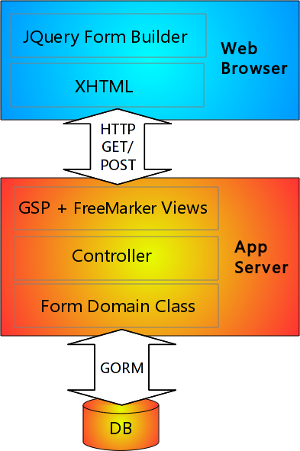 JQuery Form Builder
Web
Browser
XHTML
HTTP
GET/
POST
GSP + FreeMarker Views
Controller
App
Server
Form Domain Class
GORM
DB